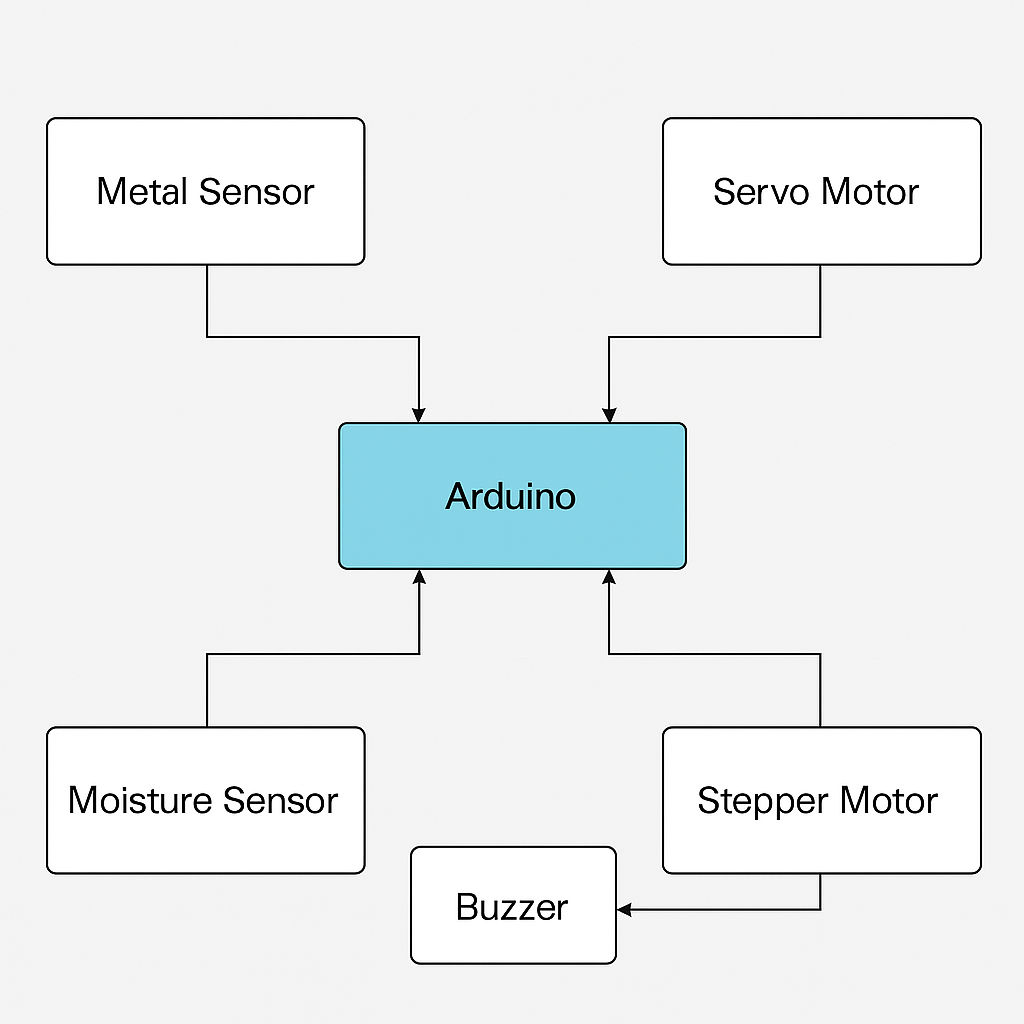 Metal Sensor
Servo Motor
Arduino
Moisture Sensor
Stepper Motor
Buzzer